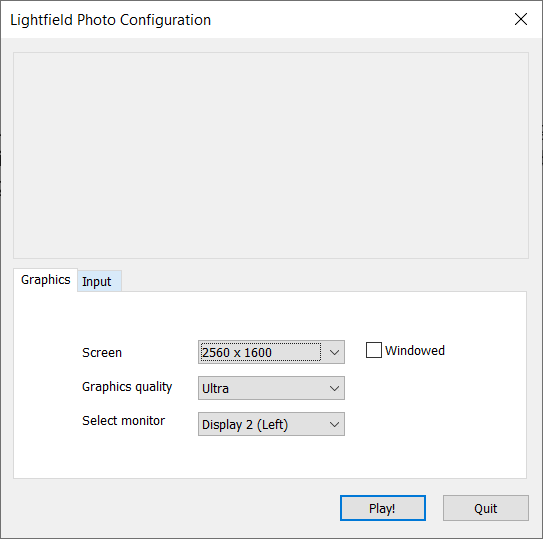 Lightfield Photo Configuration
Graphics
Input
Screen
2560 x 1600
Windowed
Graphics quality
Ultra
Select monitor
Display 2 (Left)
Play!
Quit